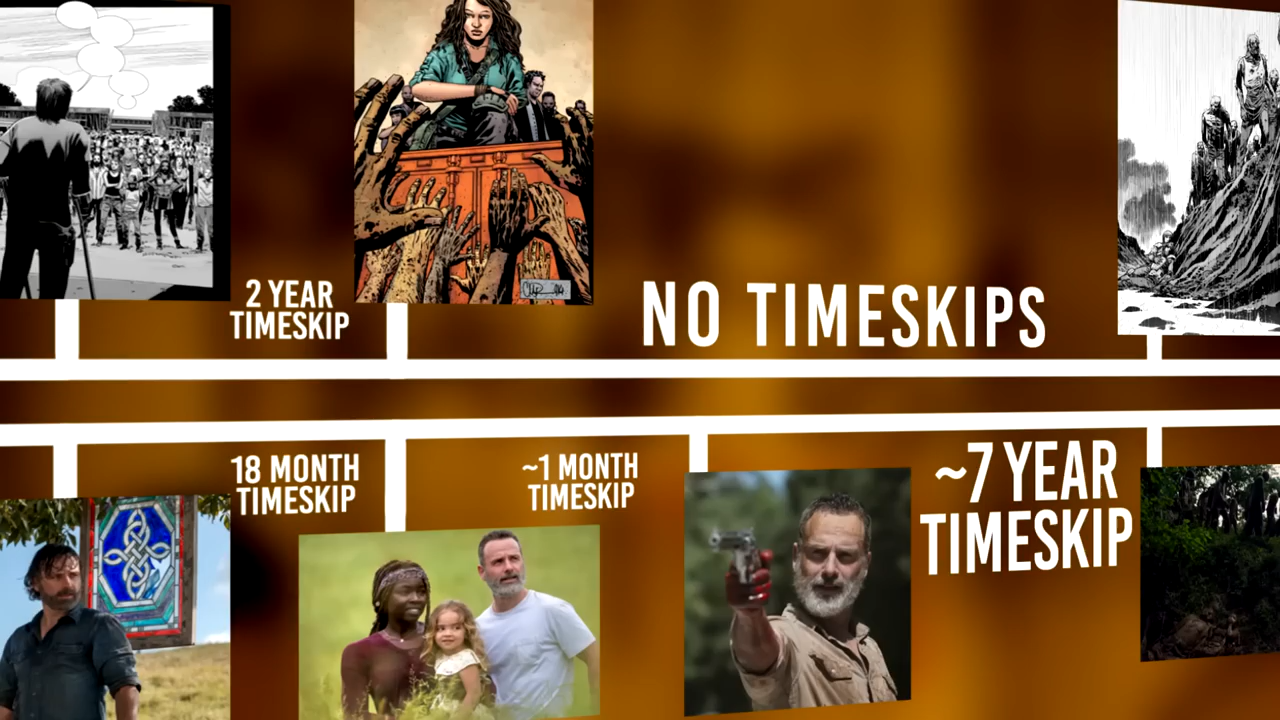 2 YEAR
TIMESKIP
NO TIMESKIPS
18 MONTH
TIMESKIP
~1 MONTH
TIMESKIP
~7 YEAR
TIMESKIP